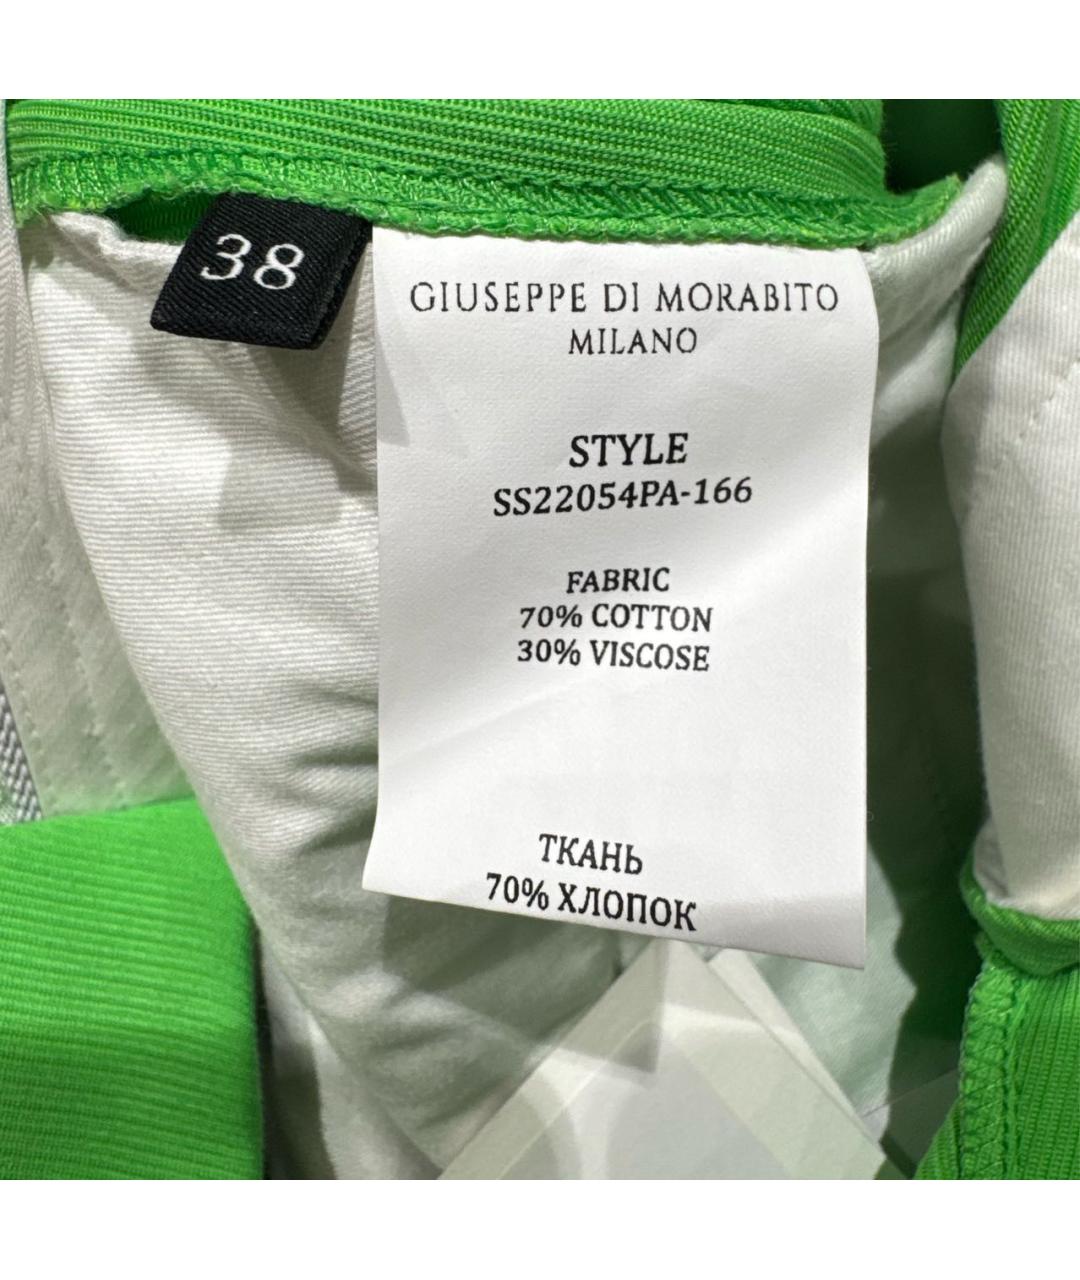 38
GIUSEPPE DI MORABITO
MILANO
STYLE
SS22054PA-166
FABRIC
70% COTTON
30% VISCOSE
ТКАНЬ
70% ХЛОПОК